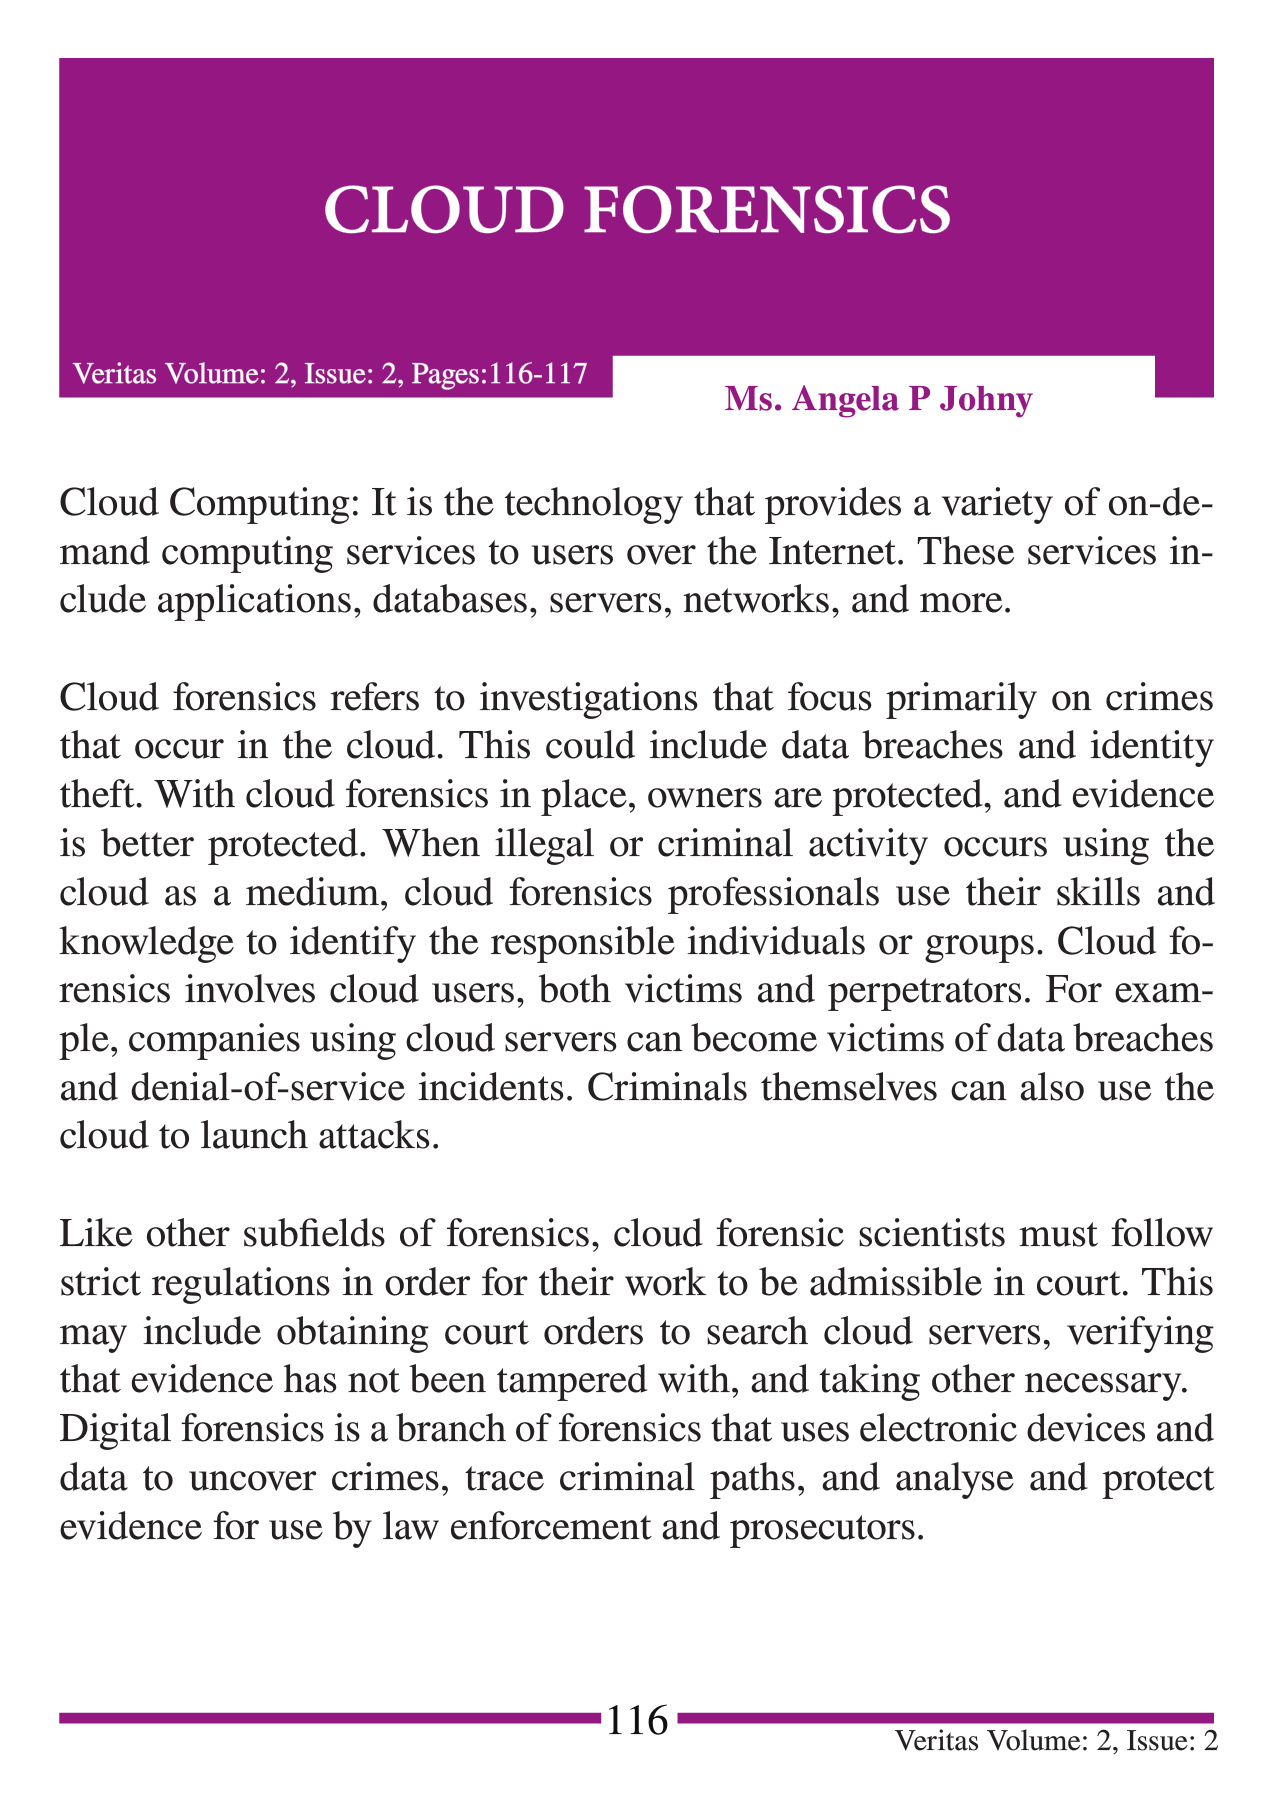 CLOUD FORENSICS
Veritas Volume: 2, Issue: 2, Pages:116-117
Ms. Angela P Johny
Cloud Computing: It is the technology that provides a variety of on-de-
mand computing services to users over the Internet. These services in-
clude applications, databases, servers, networks, and more.
Cloud forensics refers to investigations that focus primarily on crimes
that occur in the cloud. This could include data breaches and identity
theft. With cloud forensics in place, owners are protected, and evidence
is better protected. When illegal or criminal activity occurs using the
cloud as a medium, cloud forensics professionals use their skills and
knowledge to identify the responsible individuals or groups. Cloud fo-
rensics involves cloud users, both victims and perpetrators. For exam-
ple, companies using cloud servers can become victims of data breaches
and denial-of-service incidents. Criminals themselves can also use the
cloud to launch attacks.
Like other subfields of forensics, cloud forensic scientists must follow
strict regulations in order for their work to be admissible in court. This
may include obtaining court orders to search cloud servers, verifying
that evidence has not been tampered with, and taking other necessary.
Digital forensics is a branch of forensics that uses electronic devices and
data to uncover crimes, trace criminal paths, and analyse and protect
evidence for use by law enforcement and prosecutors.
116
Veritas Volume: 2, Issue: 2